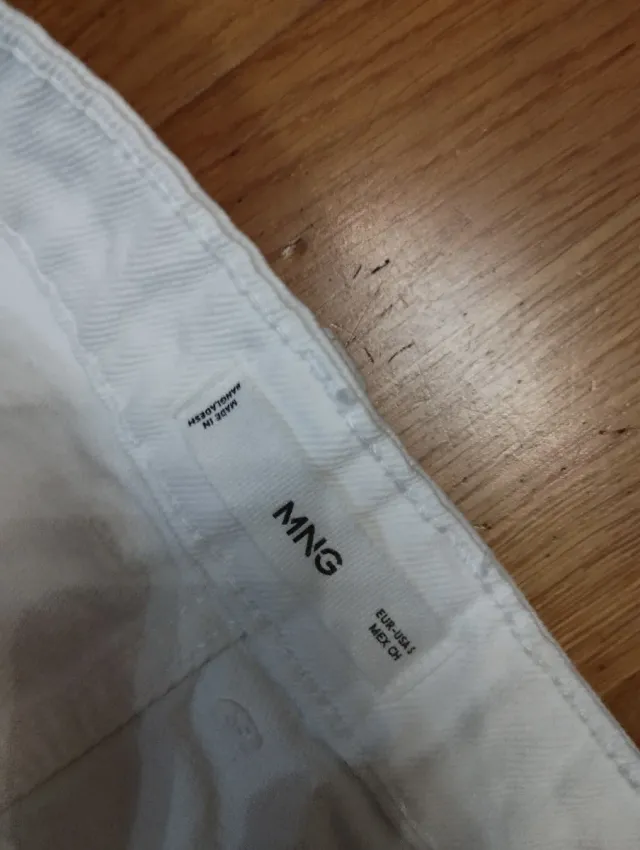 MADE IN
BANGLADESH
MNG
EUR-USA S
MEX CH